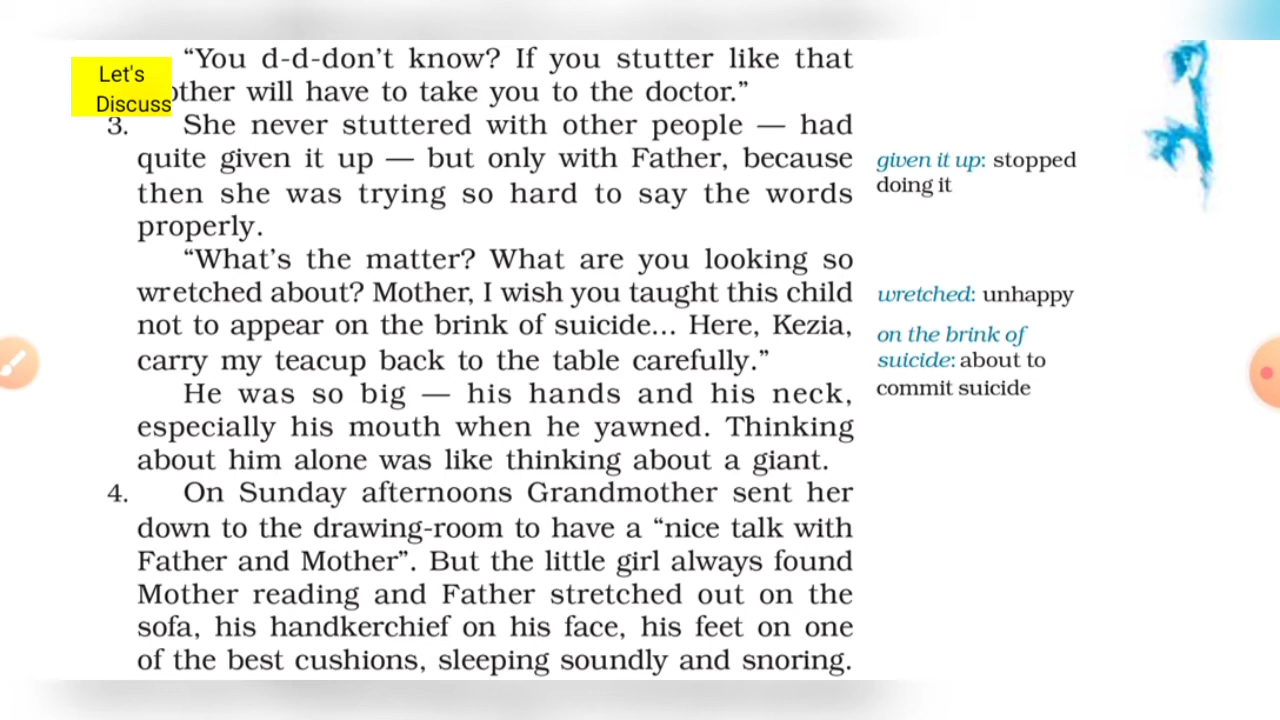 “You d-d-don’t know? If you stutter like that
Let's
Discuss
other will have to take you to the doctor.”
3. She never stuttered with other people — had
quite given it up — but only with Father, because
then she was trying so hard to say the words
properly.
given it up: stopped
doing it
“What’s the matter? What are you looking so
wretched about? Mother, I wish you taught this child
not to appear on the brink of suicide... Here, Kezia,
carry my teacup back to the table carefully.”
wretched: unhappy
on the brink of
suicide: about to
commit suicide
He was so big — his hands and his neck,
especially his mouth when he yawned. Thinking
about him alone was like thinking about a giant.
4. On Sunday afternoons Grandmother sent her
down to the drawing-room to have a “nice talk with
Father and Mother”. But the little girl always found
Mother reading and Father stretched out on the
sofa, his handkerchief on his face, his feet on one
of the best cushions, sleeping soundly and snoring.